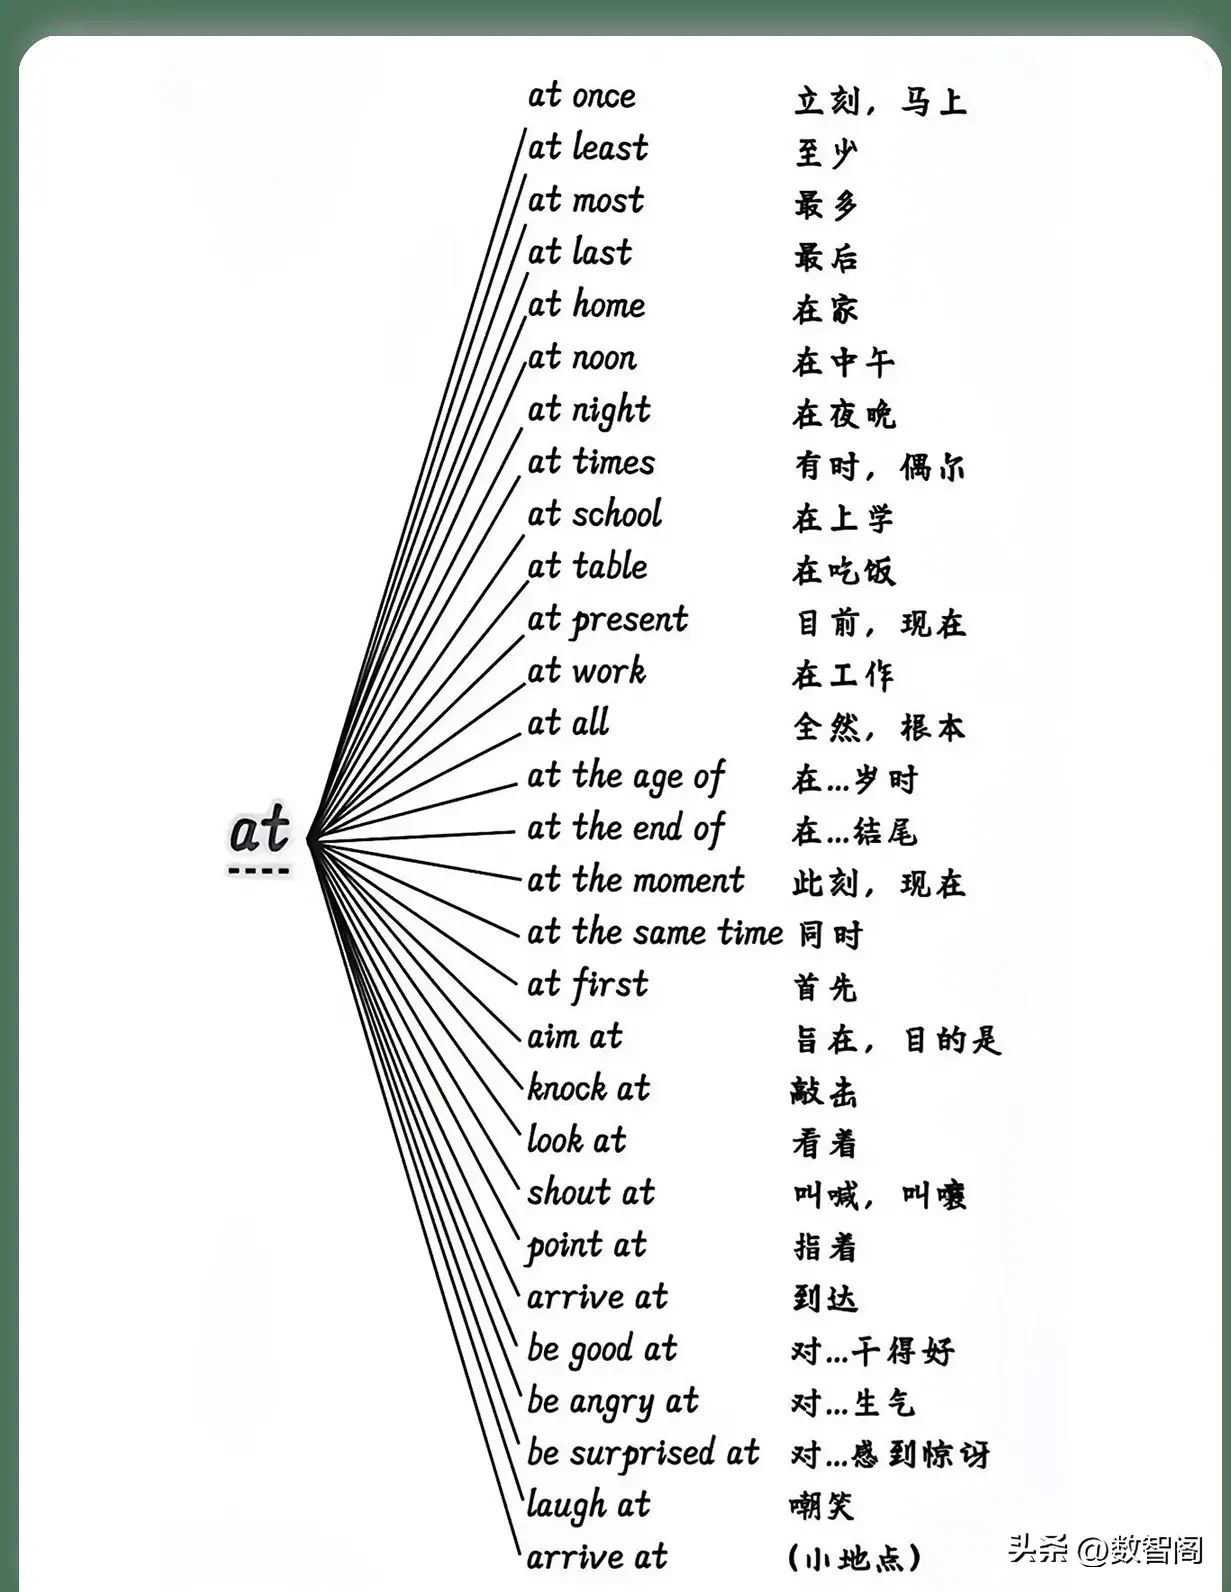 at once 立刻，马上
at least 至少
at most 最多
at last 最后
at home 在家
at noon 在中午
at night 在夜晚
at times 有时，偶尔
at school 在上学
at table 在吃饭
at present 目前，现在
at work 在工作
at all 全然，根本
at the age of 在...岁时
at
at the end of 在...结尾
at the moment 此刻，现在
at the same time 同时
at first 首先
aim at 旨在，目的是
knock at 敲击
look at 看着
shout at 叫喊，叫嚷
point at 指着
arrive at 到达
be good at 对...干得好
be angry at 对...生气
be surprised at 对...感到惊讶
laugh at 嘲笑
arrive at (小地点)
头条 @数智阁